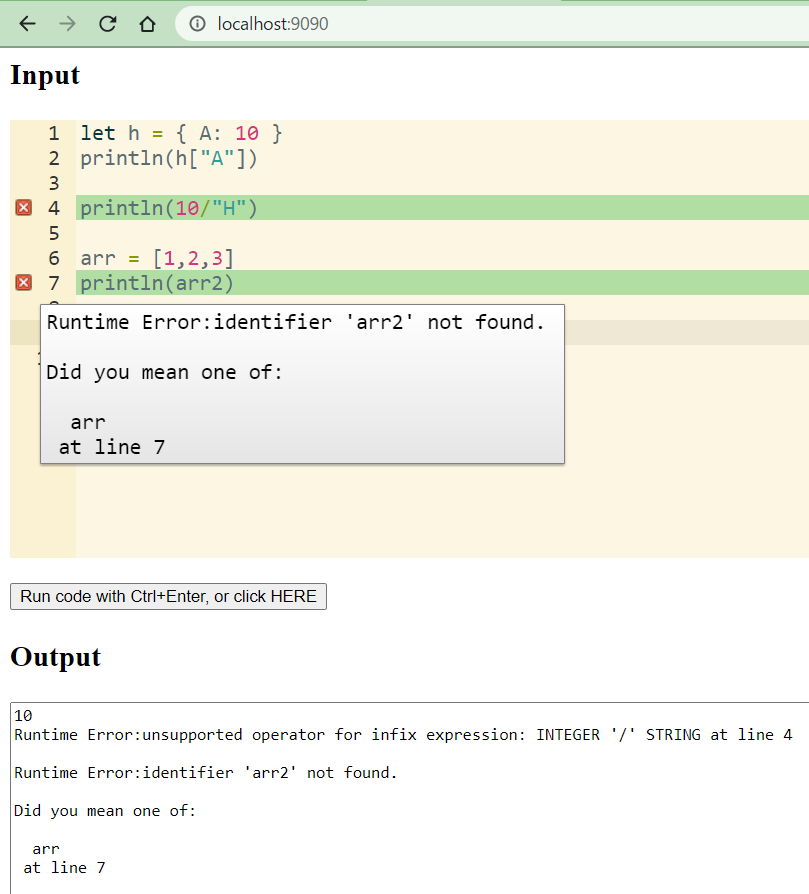 localhost:9090
Input
1 let h = { A: 10 }
2 println(h["A"])
3
4 println(10/"H")
5
6 arr = [1,2,3]
7 println(arr2)
Runtime Error:identifier 'arr2' not found.
Did you mean one of:
arr
at line 7
Run code with Ctrl+Enter, or click HERE
Output
10
Runtime Error:unsupported operator for infix expression: INTEGER '/' STRING at line 4
Runtime Error:identifier 'arr2' not found.
Did you mean one of:
arr
at line 7